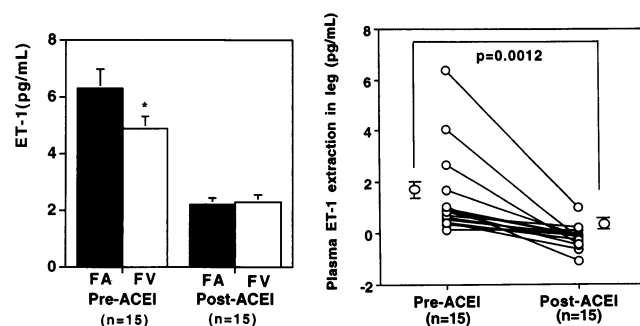 ET-1(pg/mL)
8
6
4
2
0
*
FA FV FA FV
Pre-ACEI Post-ACEI
(n=15) (n=15)
Plasma ET-1 extraction in leg (pg/mL)
8
6
4
2
0
-2
p=0.0012
Pre-ACEI Post-ACEI
(n=15) (n=15)